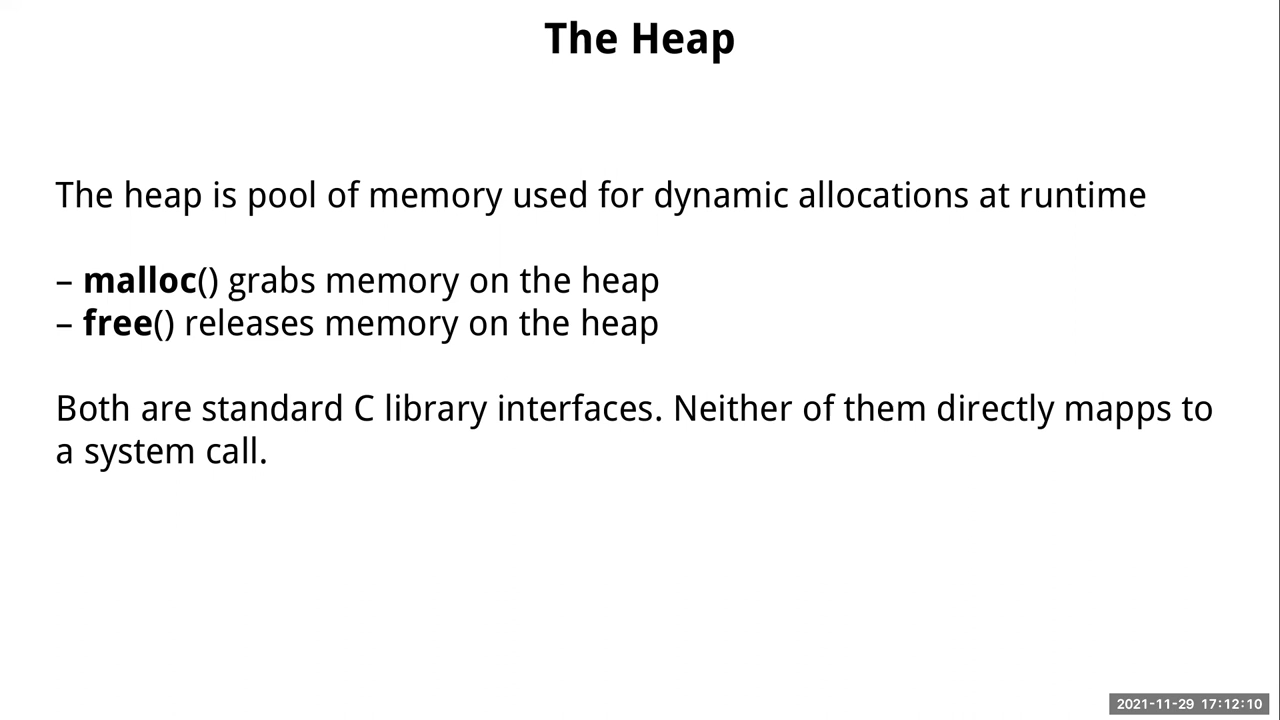 The Heap
The heap is pool of memory used for dynamic allocations at runtime
– malloc() grabs memory on the heap
– free() releases memory on the heap
Both are standard C library interfaces. Neither of them directly mapps to
a system call.
2021-11-29 17:12:10